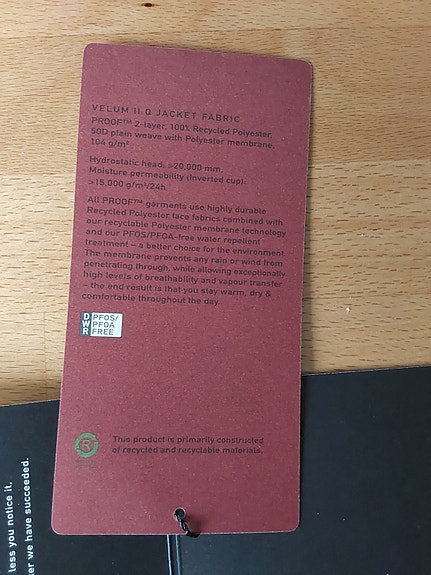 VELUM II Q JACKET FABRIC
PROOF™ 2-layer, 100% Recycled Polyester,
50D plain weave with Polyester membrane,
104 g/m²
Hydrostatic head: >20,000 mm,
Moisture permeability (Inverted cup):
>15,000 g/m²/24h
All PROOF™ garments use highly durable
Recycled Polyester face fabrics combined with
our recyclable Polyester membrane technology
and our PFOS/PFOA-free water repellent
treatment – a better choice for the environment.
The membrane prevents any rain or wind from
penetrating through, while allowing exceptionally
high levels of breathability and vapour transfer
– the end result is that you stay warm, dry &
comfortable throughout the day.
DWR
PFOS/
PFOA
FREE
R
This product is primarily constructed
of recycled and recyclable materials.
less you notice it.
er we have succeeded.